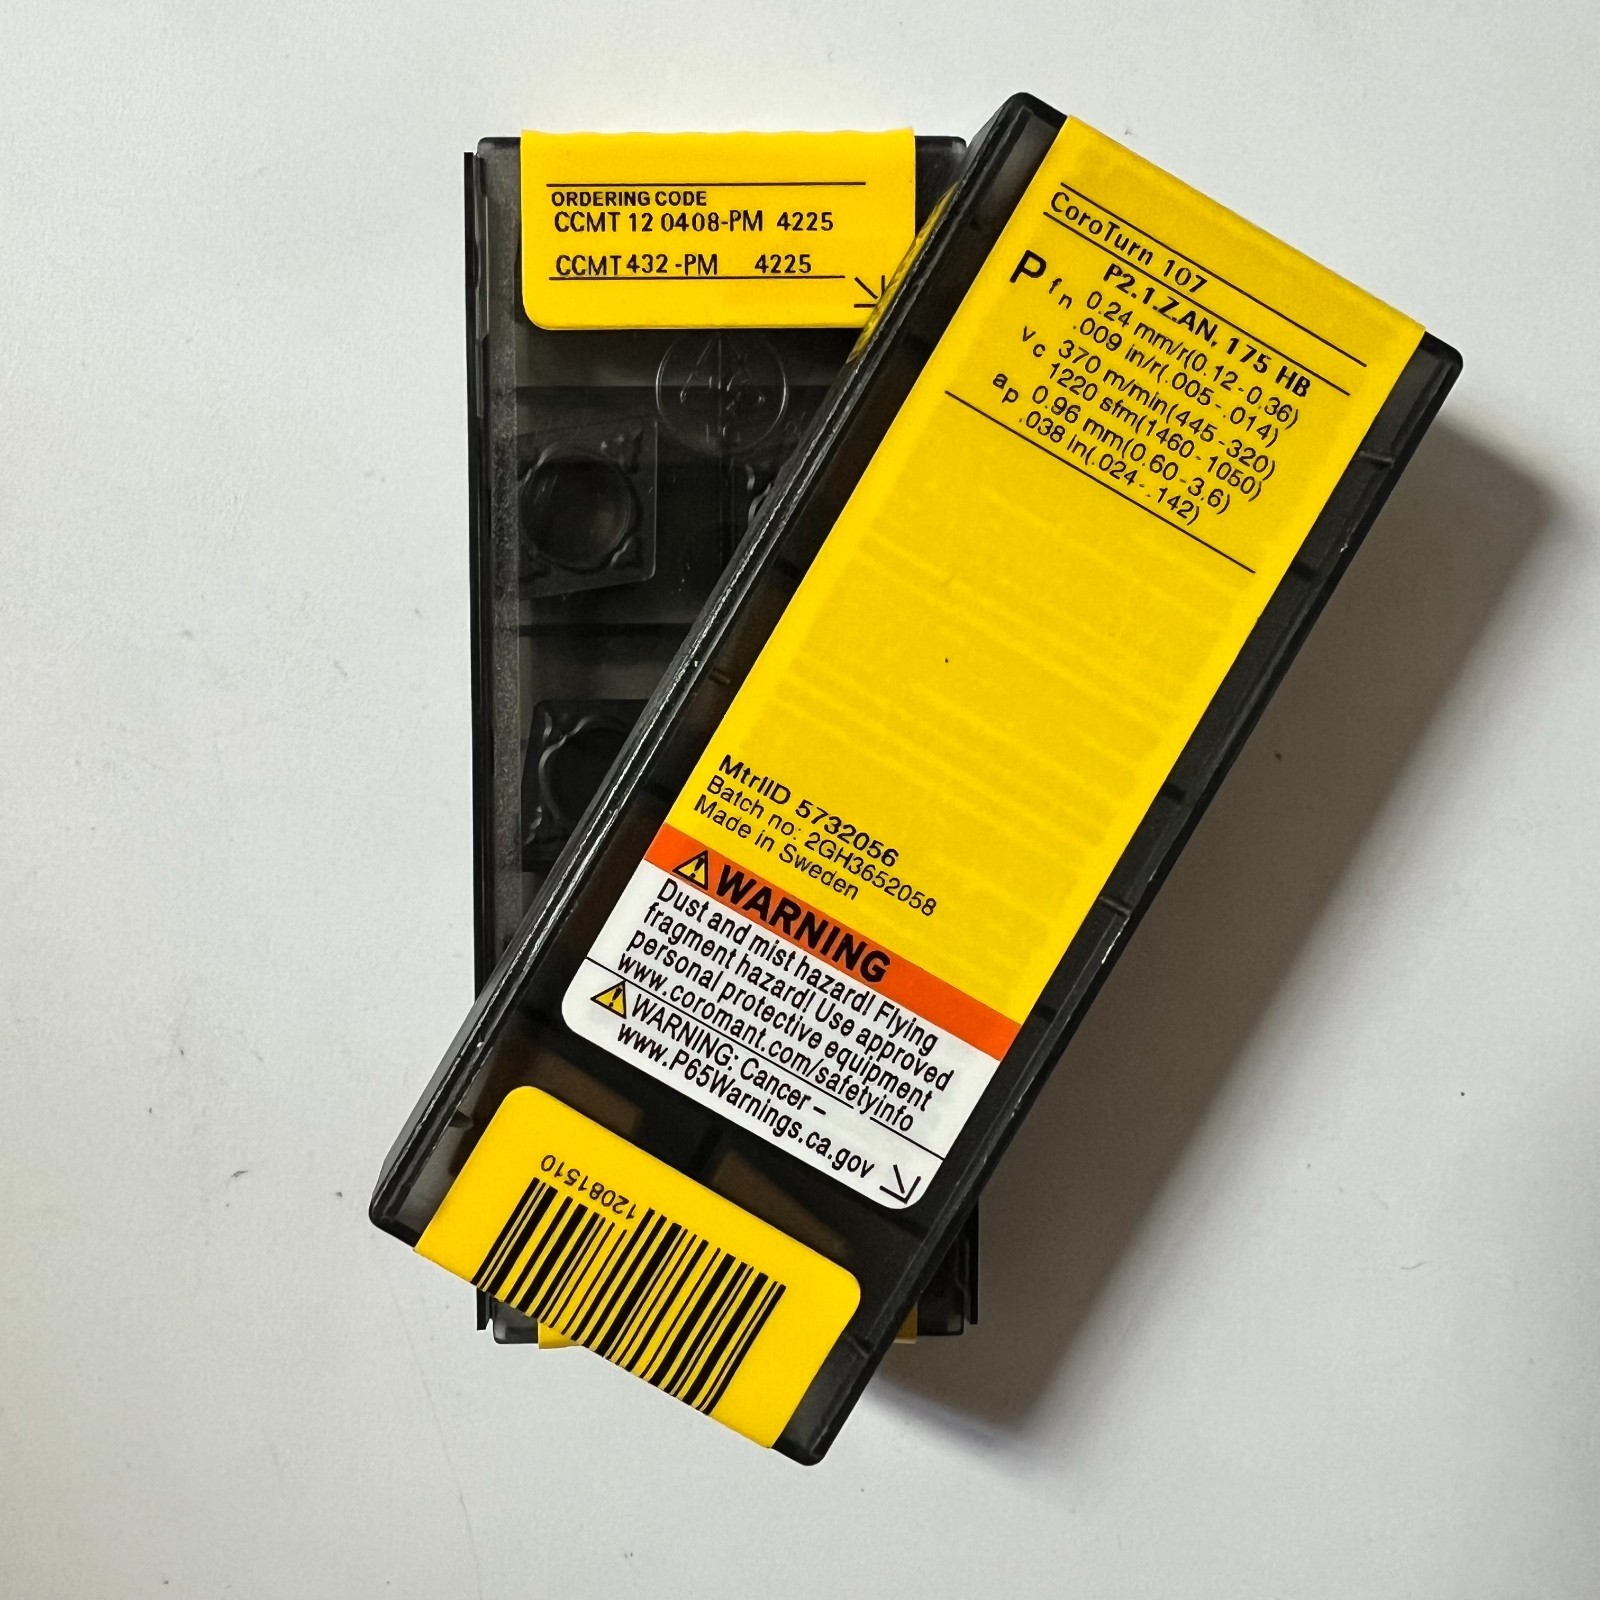 ORDERING CODE
CCMT 12 0408-PM 4225
CCMT 432 -PM 4225
CoroTurn 107
P2.1.Z.AN, 175 HB
P fn 0.24 mm/r(0.12-0.36)
.009 in/r(.005-.014)
vc 370 m/min(445-320)
1220 sfm(1460-1050)
ap 0.96 mm(0.60-3.6)
.038 in(.024-.142)
MtrlID 5732056
Batch no: 2GH3652058
Made in Sweden
WARNING
Dust and mist hazard! Flying
fragment hazard! Use approved
personal protective equipment
www.coromant.com/safetyinfo
WARNING: Cancer –
www.P65Warnings.ca.gov
12081510